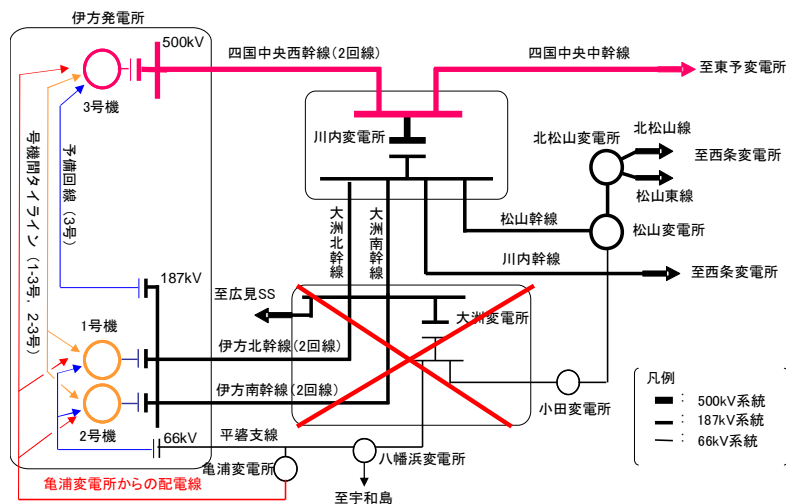 伊方発電所
500kV
四国中央西幹線(2回線)
四国中央中幹線
至東予変電所
3号機
川内変電所
北松山変電所
北松山線
至西条変電所
松山東線
号機間タイライン(1-3号, 2-3号)
予備回線(3号)
大洲北幹線
大洲南幹線
松山幹線
松山変電所
川内幹線
至西条変電所
187kV
至広見SS
大洲変電所
1号機
伊方北幹線(2回線)
伊方南幹線(2回線)
2号機
小田変電所
66kV
平碆支線
亀浦変電所
八幡浜変電所
亀浦変電所からの配電線
至宇和島
凡例
: 500kV系統
: 187kV系統
: 66kV系統